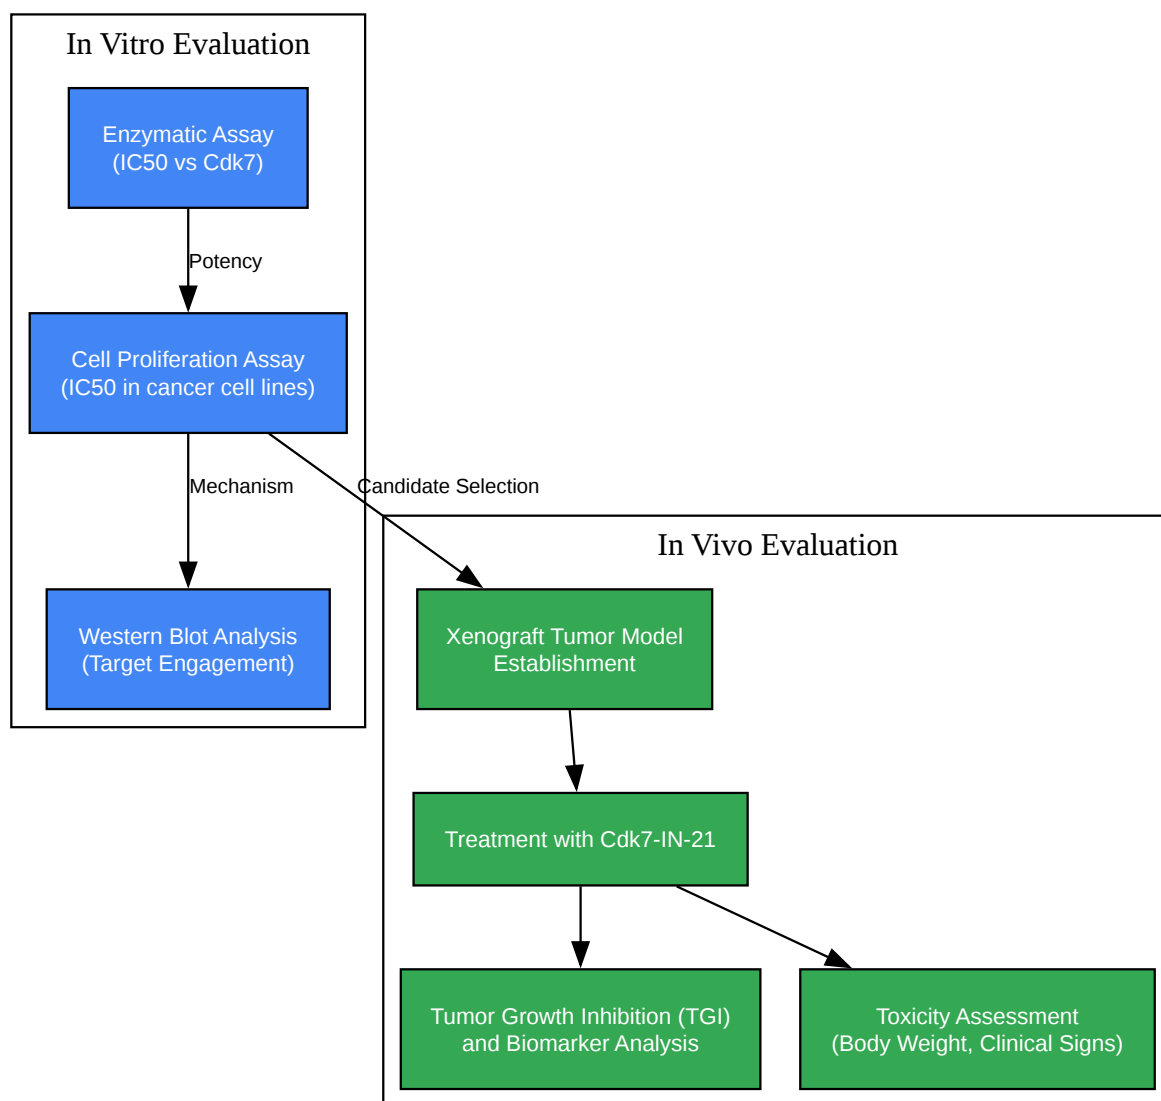 In Vitro Evaluation
Enzymatic Assay
(IC50 vs Cdk7)
Potency
Cell Proliferation Assay
(IC50 in cancer cell lines)
Mechanism
Candidate Selection
Western Blot Analysis
(Target Engagement)
In Vivo Evaluation
Xenograft Tumor Model
Establishment
Treatment with Cdk7-IN-21
Tumor Growth Inhibition (TGI)
and Biomarker Analysis
Toxicity Assessment
(Body Weight, Clinical Signs)